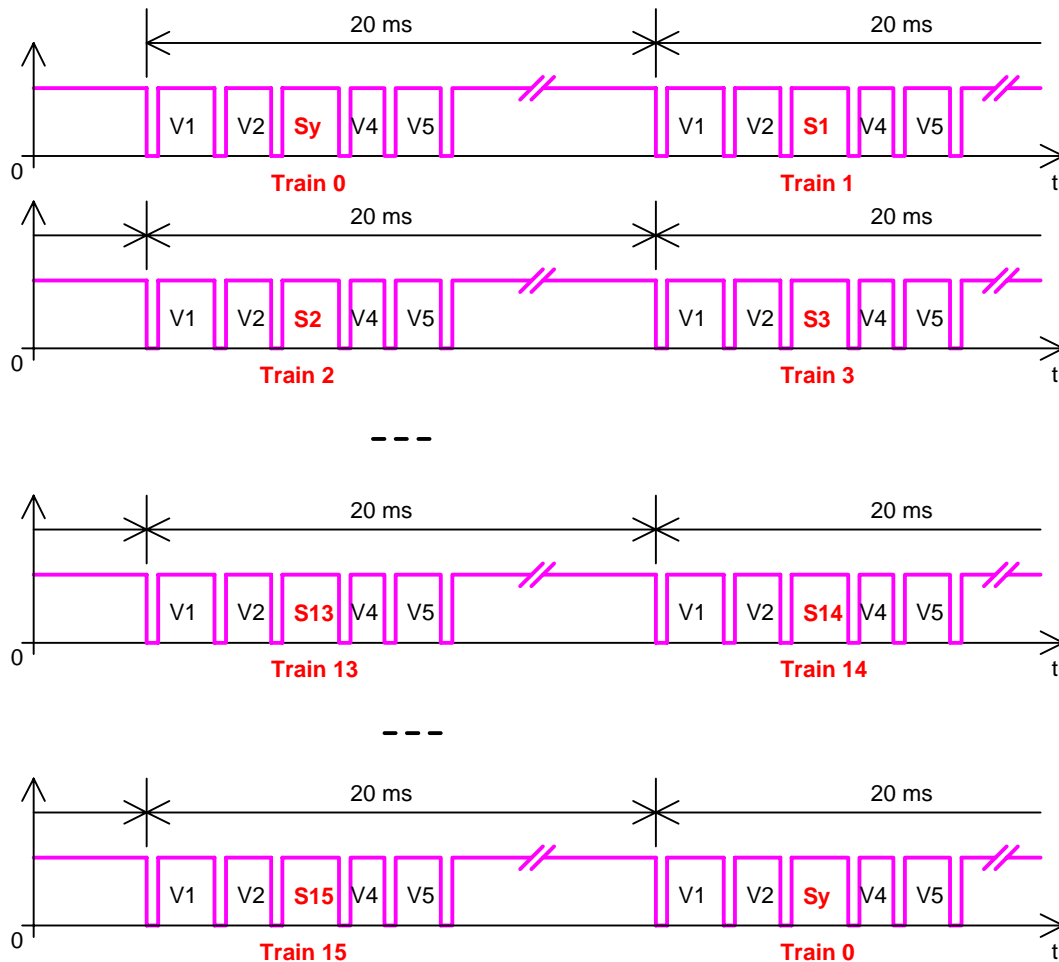 20 ms 20 ms
V1 V2 Sy V4 V5 V1 V2 S1 V4 V5
0 Train 0 Train 1 t
20 ms 20 ms
V1 V2 S2 V4 V5 V1 V2 S3 V4 V5
0 Train 2 Train 3 t
20 ms 20 ms
V1 V2 S13 V4 V5 V1 V2 S14 V4 V5
0 Train 13 Train 14 t
20 ms 20 ms
V1 V2 S15 V4 V5 V1 V2 Sy V4 V5
0 Train 15 Train 0 t